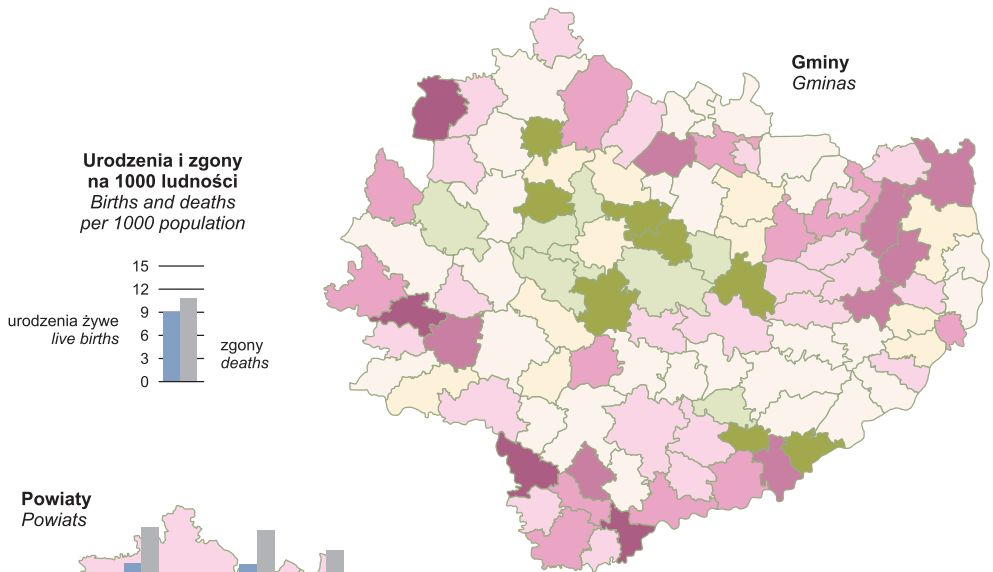 Gminy
Gminas
Urodzenia i zgony
na 1000 ludności
Births and deaths
per 1000 population
15
12
9
6
3
0
urodzenia żywe
live births
zgony
deaths
Powiaty
Powiats